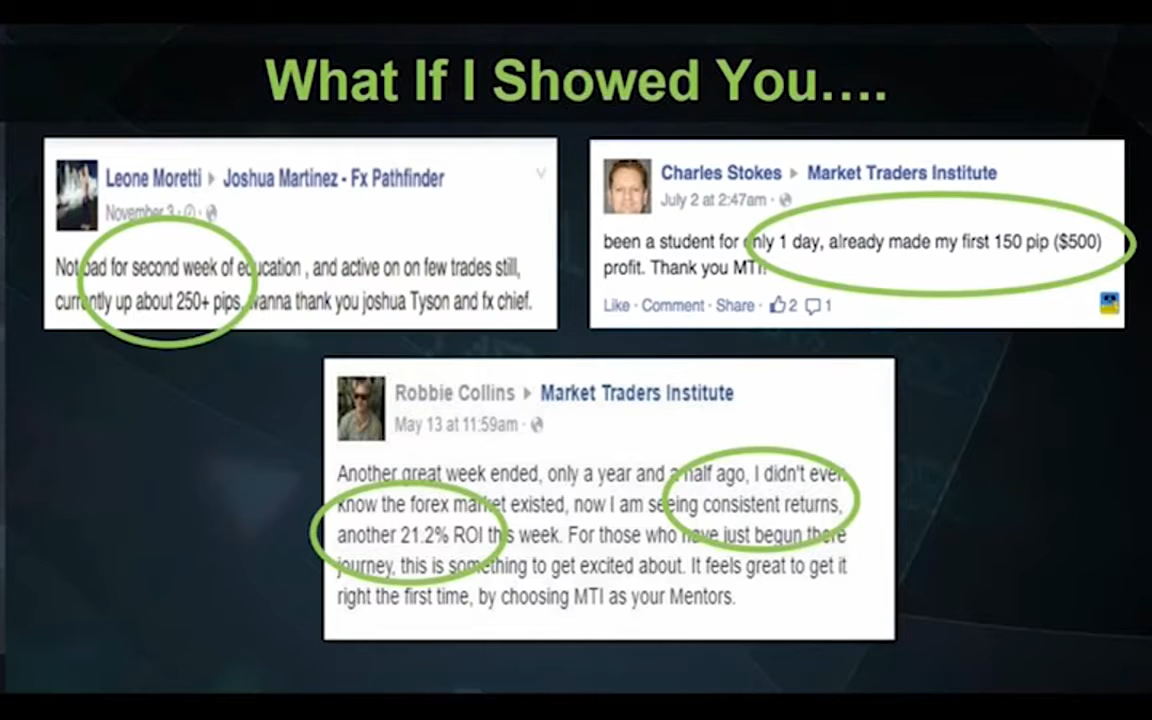 What If I Showed You....
Leone Moretti ▸ Joshua Martinez - Fx Pathfinder
November 3 ·
Not bad for second week of education , and active on on few trades still,
currently up about 250+ pips, wanna thank you joshua Tyson and fx chief.
Charles Stokes ▸ Market Traders Institute
July 2 at 2:47am ·
been a student for only 1 day, already made my first 150 pip ($500)
profit. Thank you MTI!
Like · Comment · Share · 2 1
Robbie Collins ▸ Market Traders Institute
May 13 at 11:59am ·
Another great week ended, only a year and a half ago, I didn't even
know the forex market existed, now I am seeing consistent returns,
another 21.2% ROI this week. For those who have just begun there
journey, this is something to get excited about. It feels great to get it
right the first time, by choosing MTI as your Mentors.